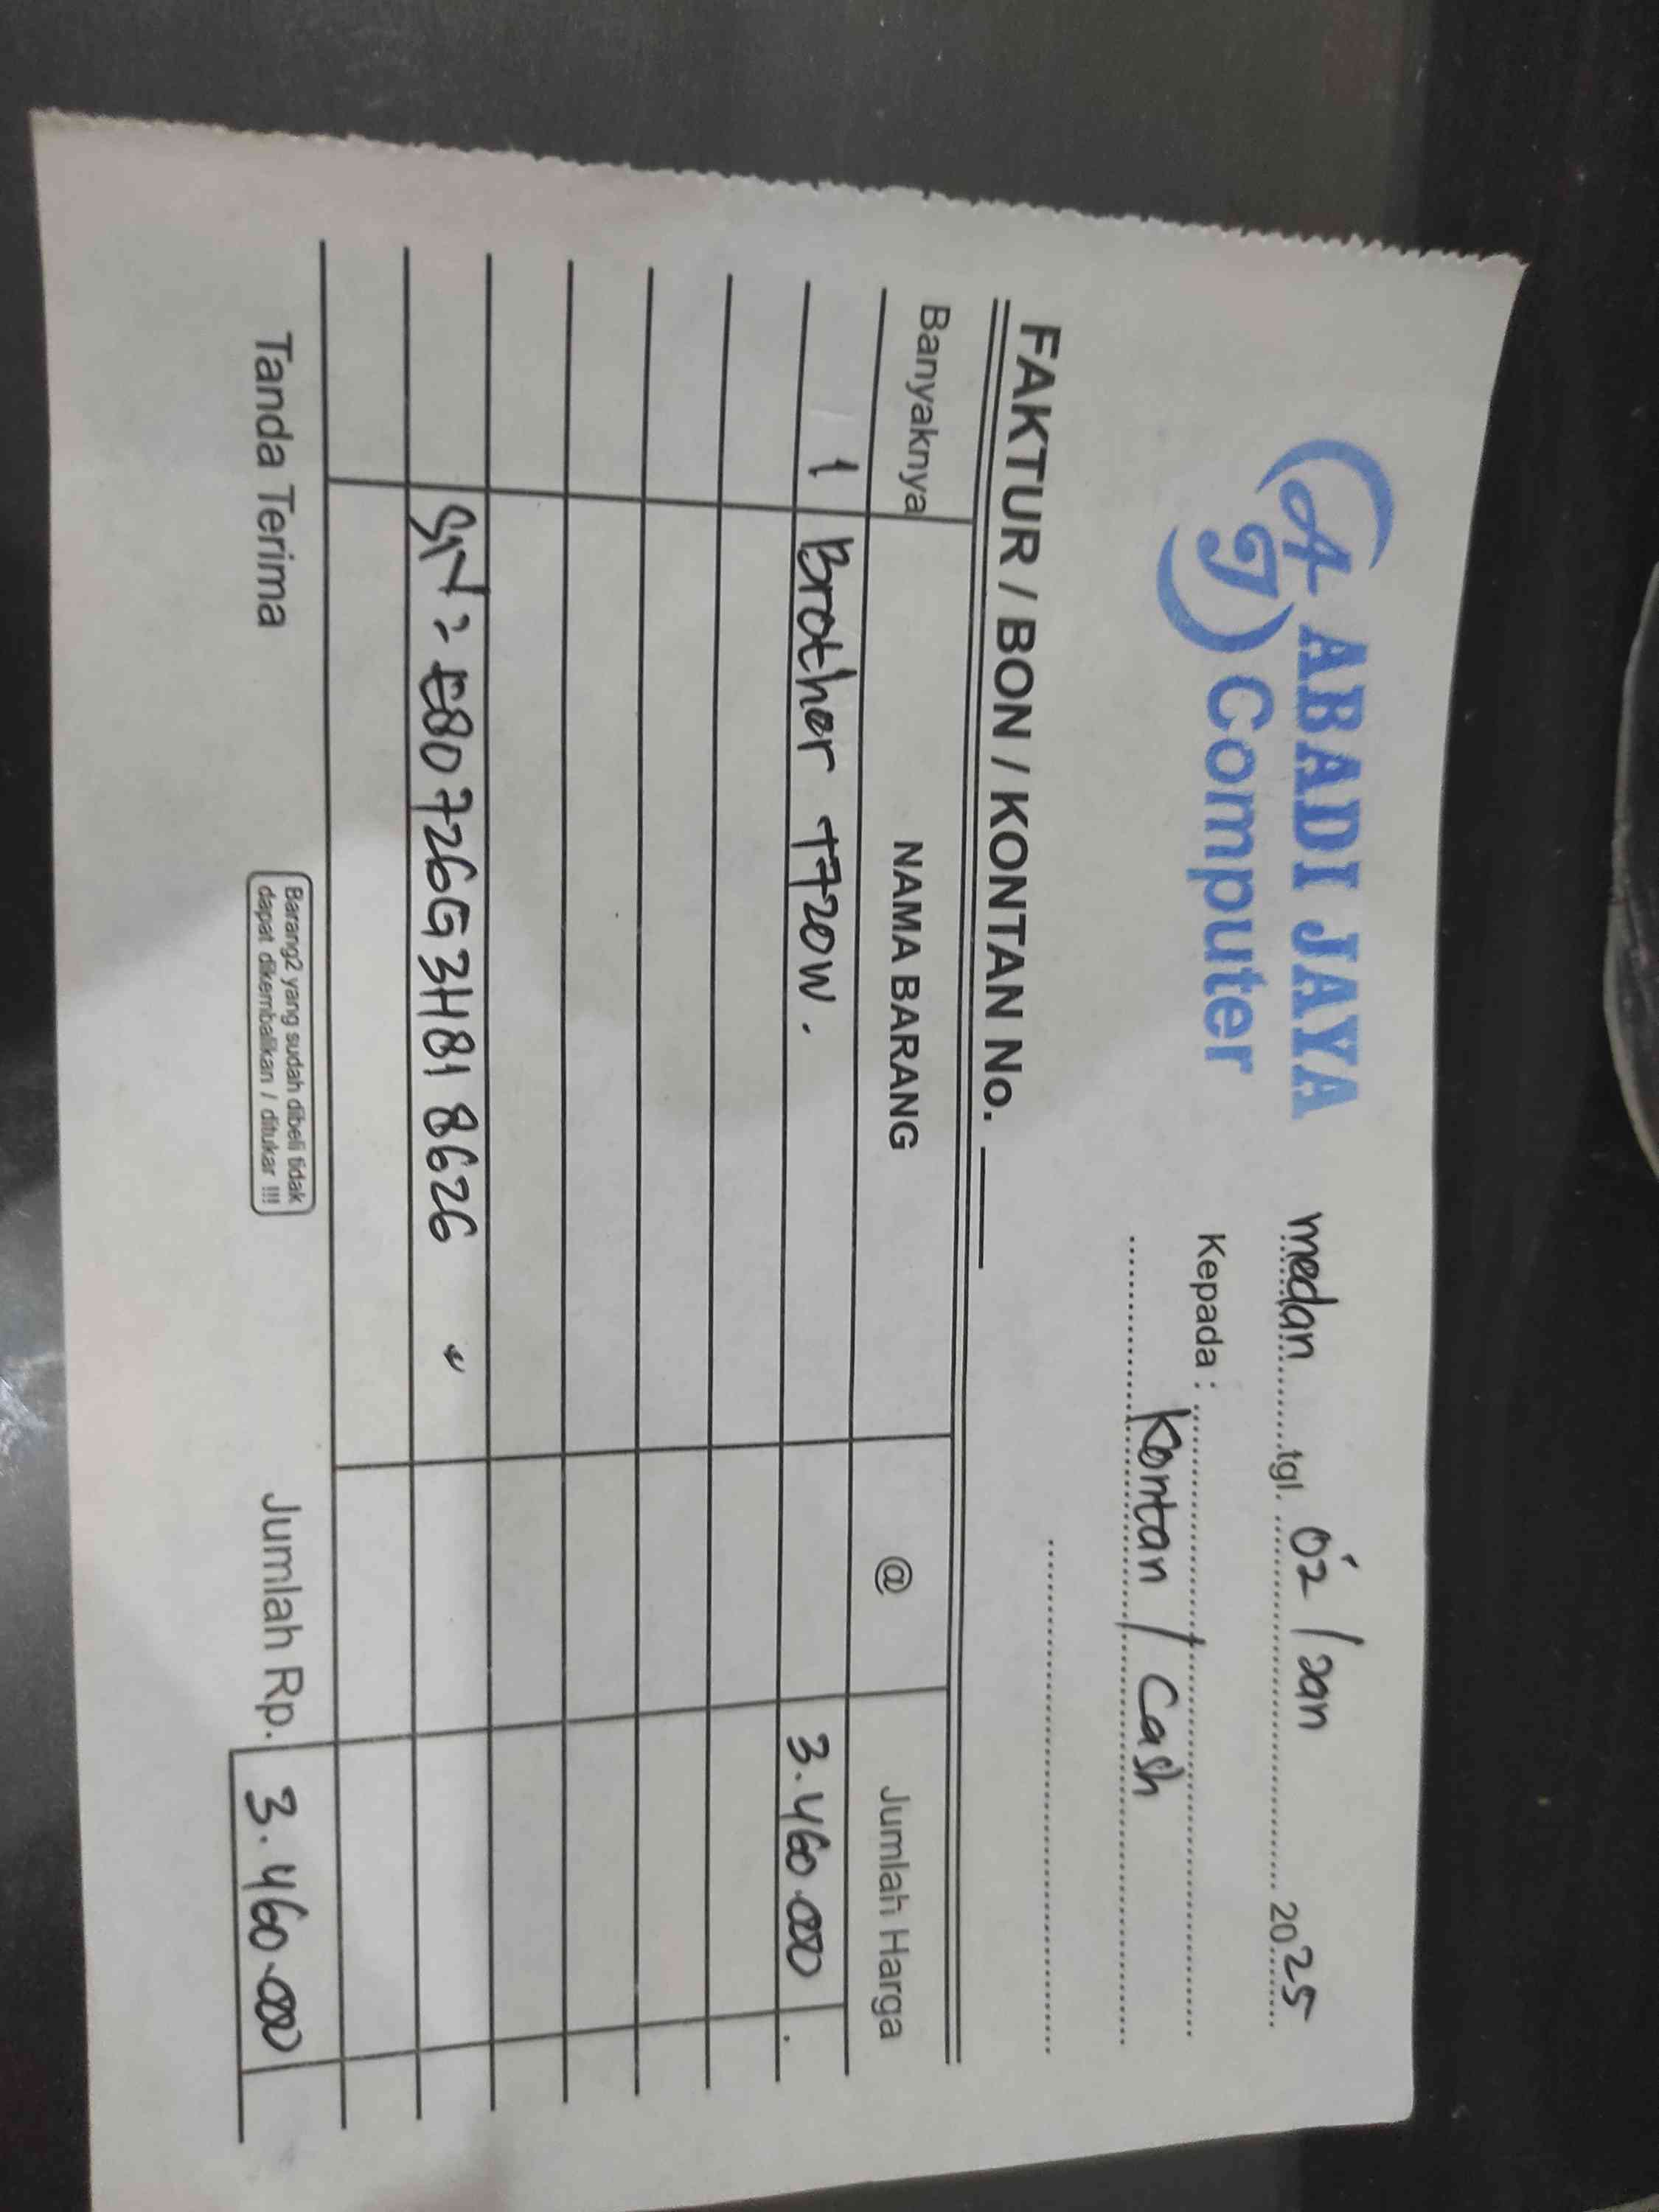 AJ ABADI JAYA
Computer
medan tgl. 02 / Jan 2025
Kepada :
Kontan / Cash
FAKTUR / BON / KONTAN No.
Banyaknya NAMA BARANG @ Jumlah Harga
1 Brother T720W. 3.460.000
SN : E80726G3H818626
Tanda Terima
Barang2 yang sudah dibeli tidak
dapat dikembalikan / ditukar !!!
Jumlah Rp. 3.460.000